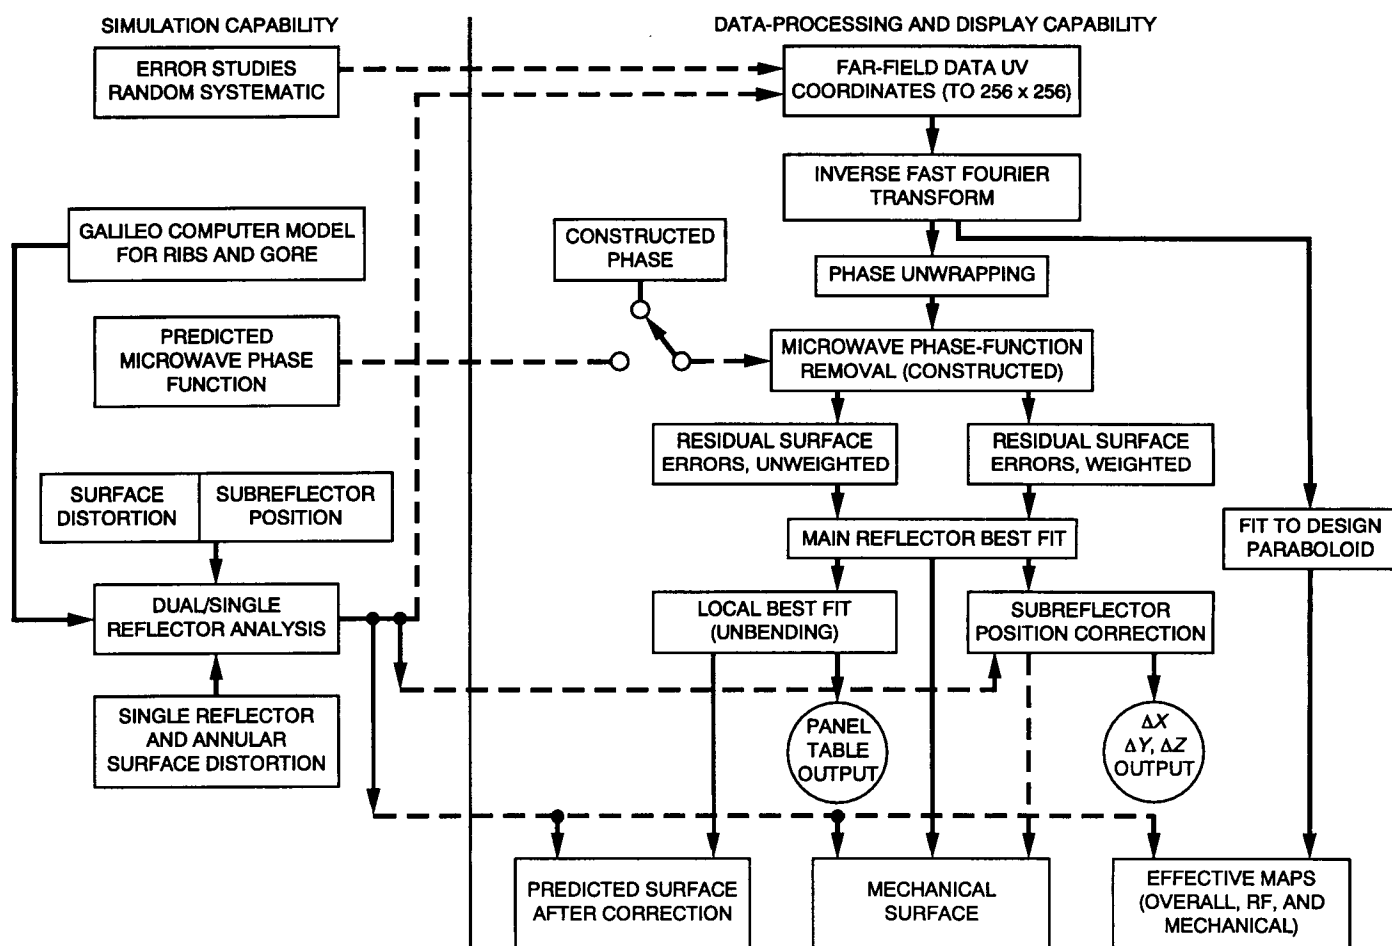 SIMULATION CAPABILITY
DATA-PROCESSING AND DISPLAY CAPABILITY
ERROR STUDIES
RANDOM SYSTEMATIC
FAR-FIELD DATA UV
COORDINATES (TO 256 x 256)
INVERSE FAST FOURIER
TRANSFORM
GALILEO COMPUTER MODEL
FOR RIBS AND GORE
CONSTRUCTED
PHASE
PHASE UNWRAPPING
PREDICTED
MICROWAVE PHASE
FUNCTION
MICROWAVE PHASE-FUNCTION
REMOVAL (CONSTRUCTED)
RESIDUAL SURFACE
ERRORS, UNWEIGHTED
RESIDUAL SURFACE
ERRORS, WEIGHTED
SURFACE
DISTORTION
SUBREFLECTOR
POSITION
MAIN REFLECTOR BEST FIT
FIT TO DESIGN
PARABOLOID
DUAL/SINGLE
REFLECTOR ANALYSIS
LOCAL BEST FIT
(UNBENDING)
SUBREFLECTOR
POSITION CORRECTION
SINGLE REFLECTOR
AND ANNULAR
SURFACE DISTORTION
PANEL
TABLE
OUTPUT
ΔX
ΔY, ΔZ
OUTPUT
PREDICTED SURFACE
AFTER CORRECTION
MECHANICAL
SURFACE
EFFECTIVE MAPS
(OVERALL, RF, AND
MECHANICAL)